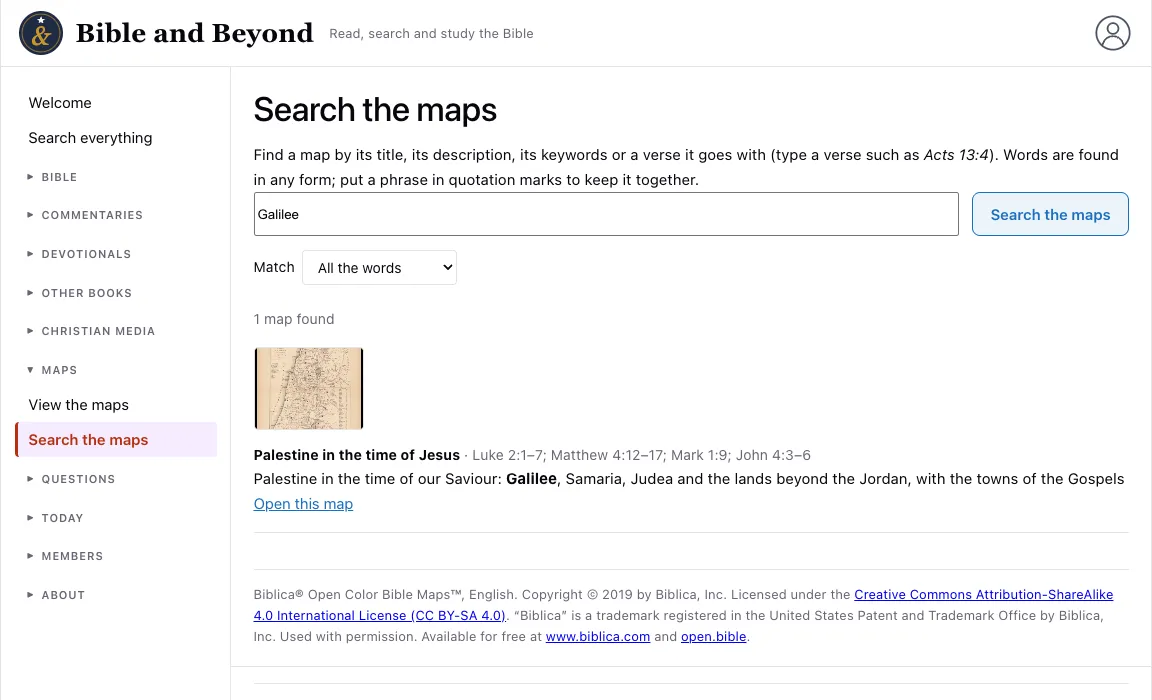 &
Bible and Beyond
Read, search and study the Bible
Welcome
Search everything
BIBLE
COMMENTARIES
DEVOTIONALS
OTHER BOOKS
CHRISTIAN MEDIA
MAPS
View the maps
Search the maps
QUESTIONS
TODAY
MEMBERS
ABOUT
Search the maps
Find a map by its title, its description, its keywords or a verse it goes with (type a verse such as Acts 13:4). Words are found
in any form; put a phrase in quotation marks to keep it together.
Galilee
Search the maps
Match
All the words
1 map found
Palestine in the time of Jesus · Luke 2:1–7; Matthew 4:12–17; Mark 1:9; John 4:3–6
Palestine in the time of our Saviour: Galilee, Samaria, Judea and the lands beyond the Jordan, with the towns of the Gospels
Open this map
Biblica® Open Color Bible Maps™, English. Copyright © 2019 by Biblica, Inc. Licensed under the Creative Commons Attribution-ShareAlike
4.0 International License (CC BY-SA 4.0). “Biblica” is a trademark registered in the United States Patent and Trademark Office by Biblica,
Inc. Used with permission. Available for free at www.biblica.com and open.bible.